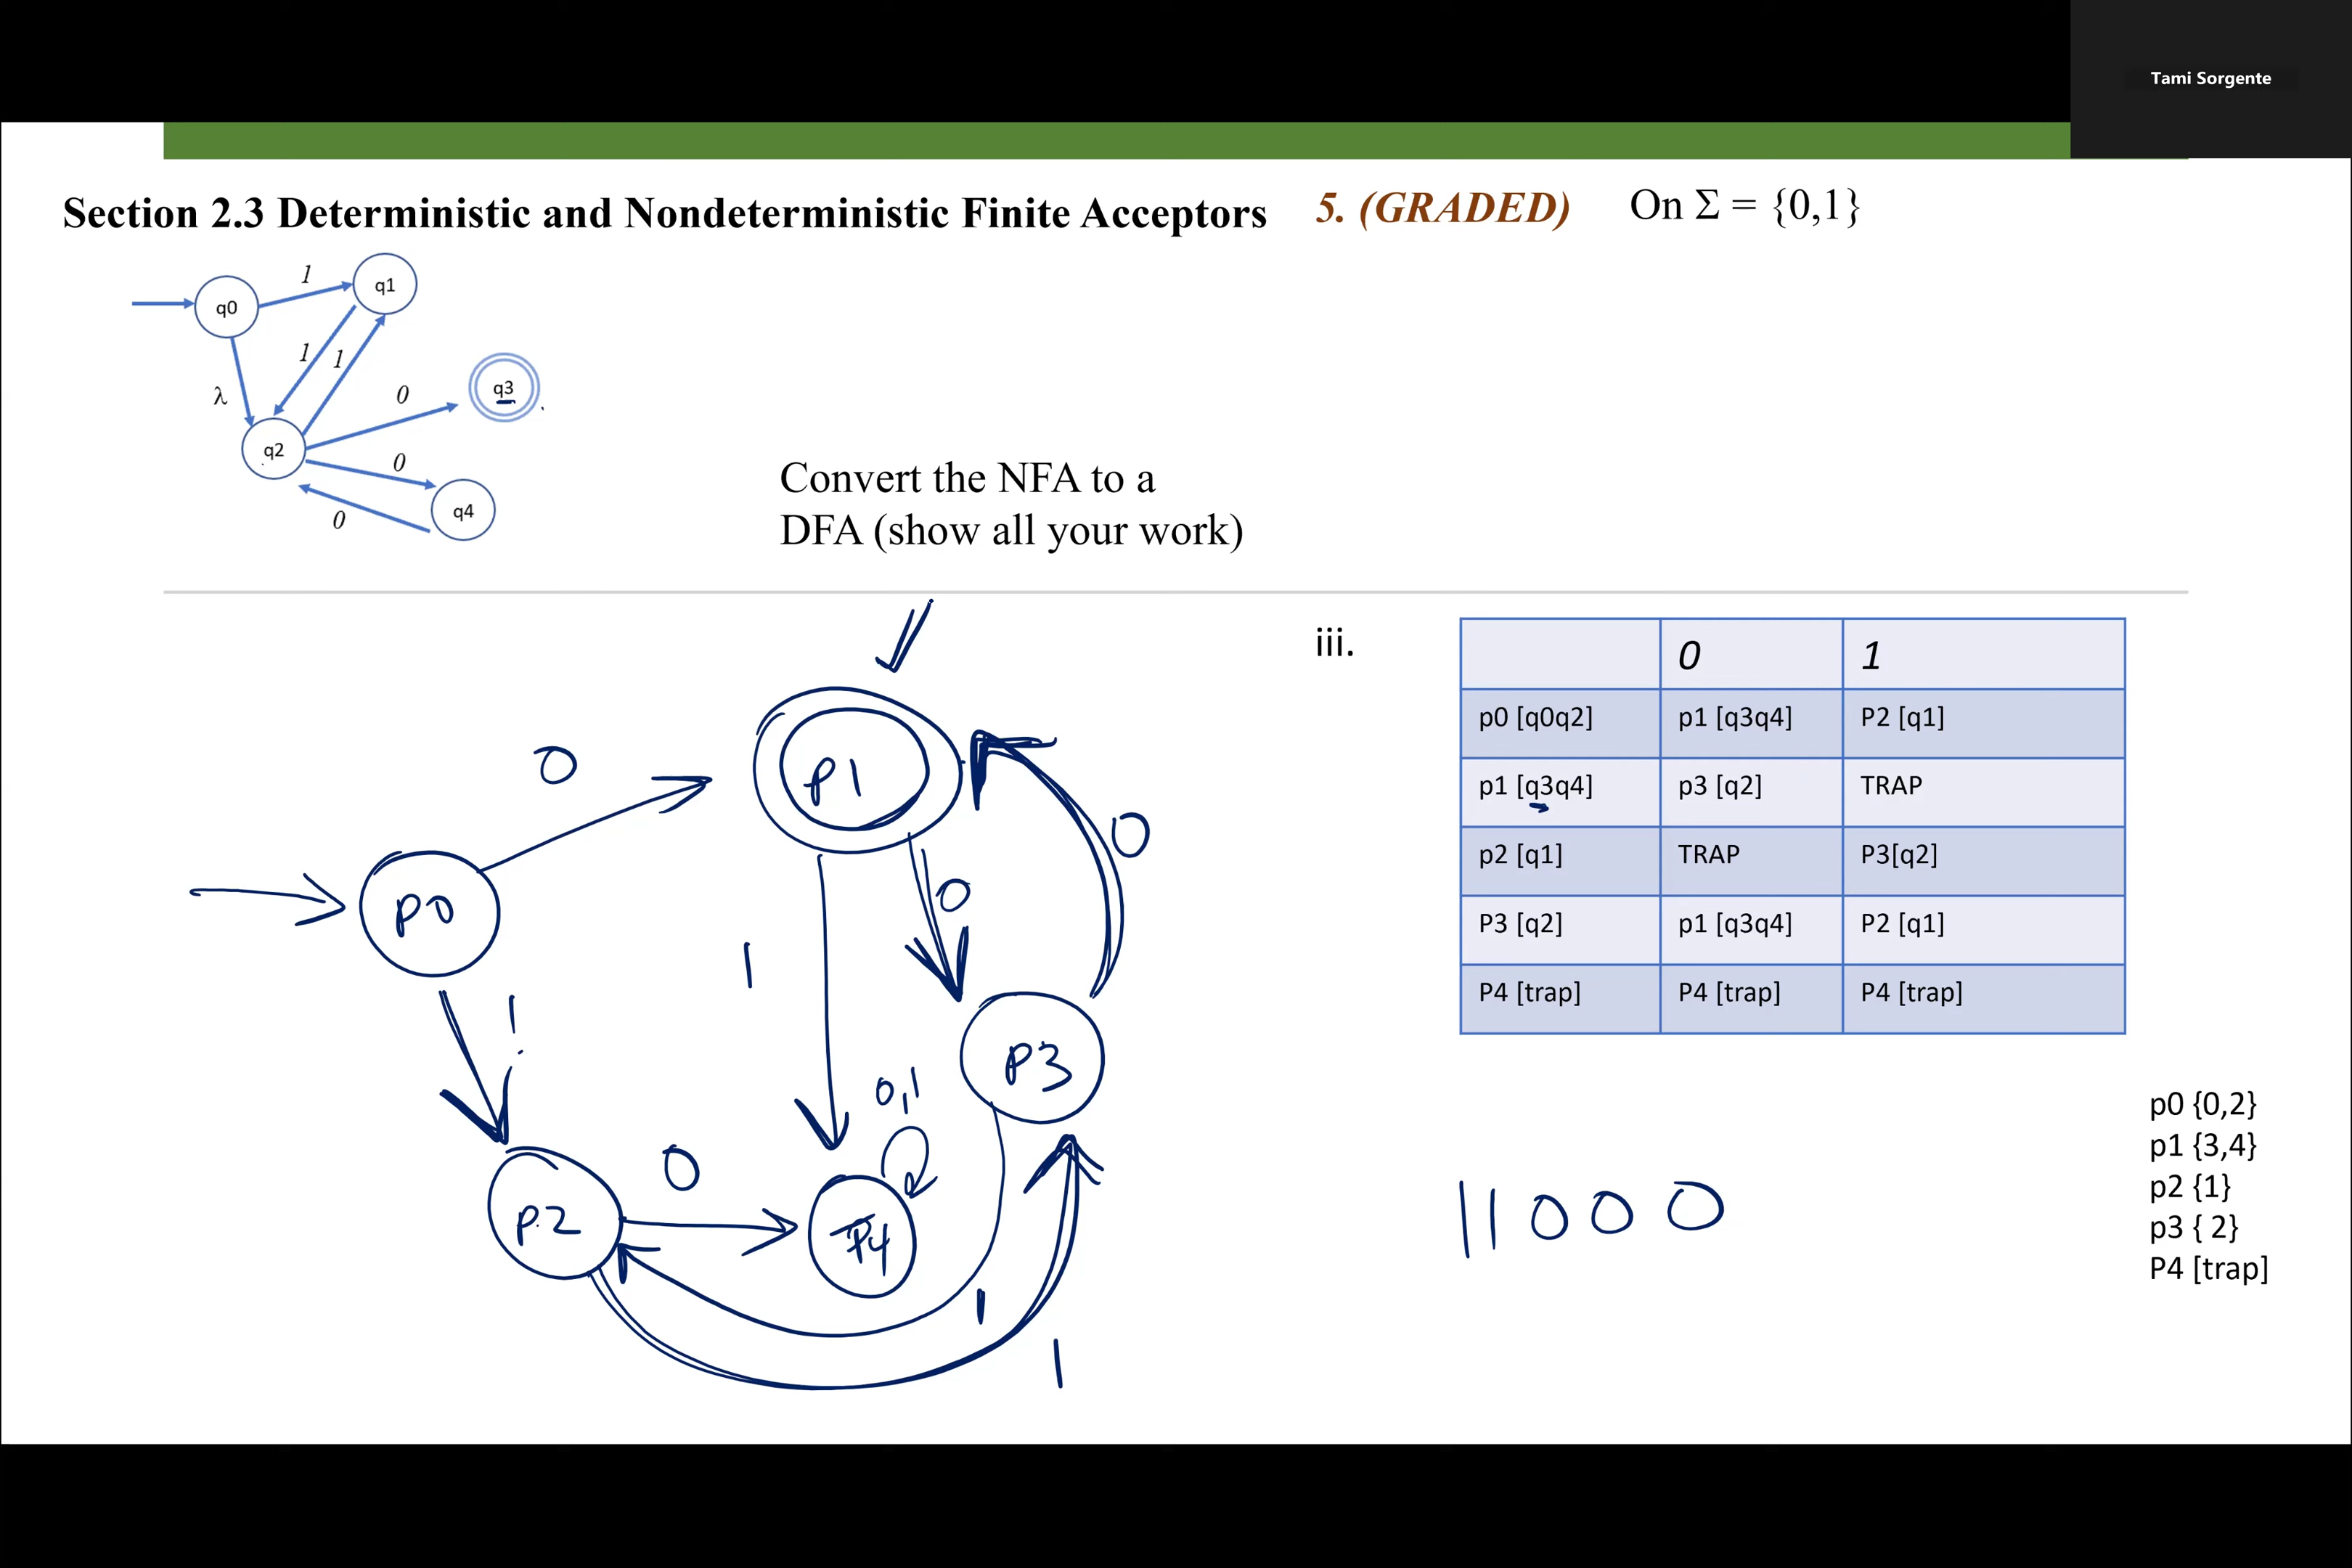 Tami Sorgente
Section 2.3 Deterministic and Nondeterministic Finite Acceptors 5. (GRADED) On Σ = {0,1}
1
q0
q1
1
1
λ
0
q3
q2
0
q4
0
Convert the NFA to a
DFA (show all your work)
iii.
0 1
p0 [q0q2] p1 [q3q4] P2 [q1]
p1 [q3q4] p3 [q2] TRAP
p2 [q1] TRAP P3[q2]
P3 [q2] p1 [q3q4] P2 [q1]
P4 [trap] P4 [trap] P4 [trap]
0
p1
0
0
p0
1
1
p3
0,1
0
p2
P4
1
1
11000
p0 {0,2}
p1 {3,4}
p2 {1}
p3 { 2}
P4 [trap]